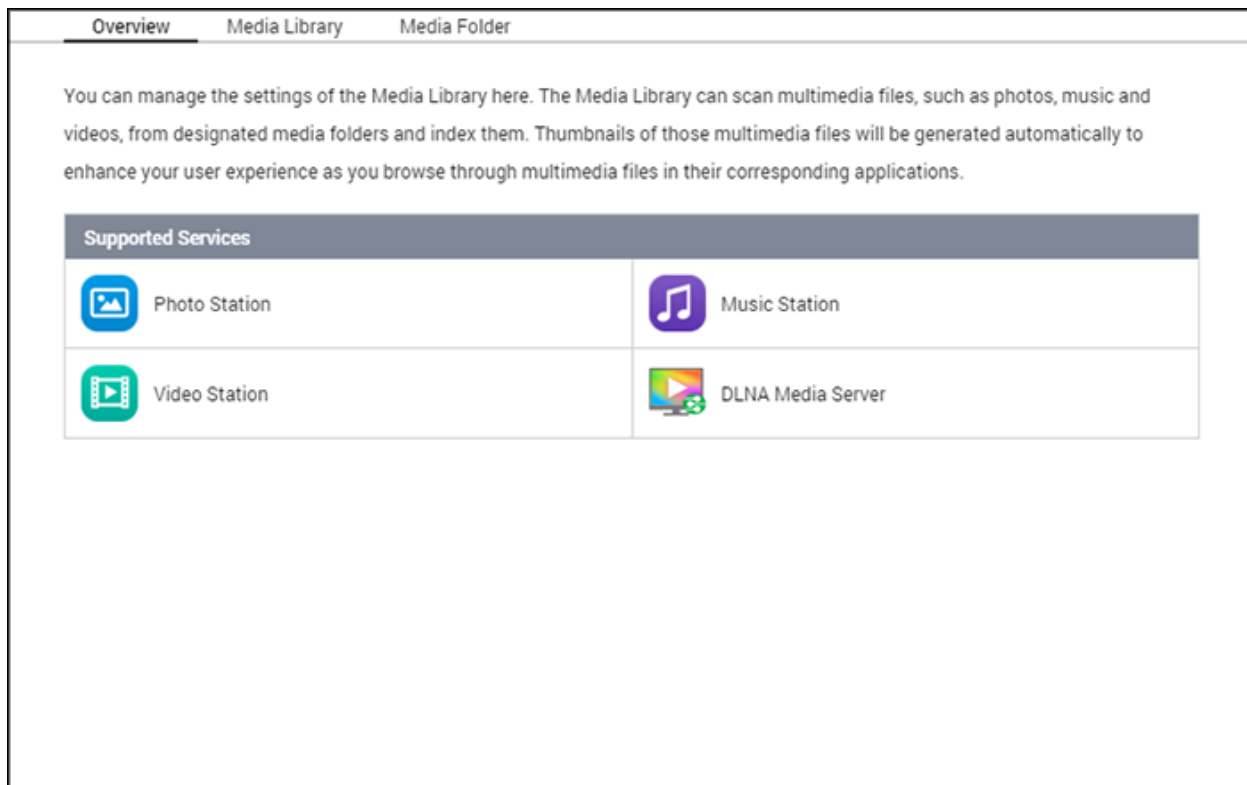 Overview Media Library Media Folder
You can manage the settings of the Media Library here. The Media Library can scan multimedia files, such as photos, music and
videos, from designated media folders and index them. Thumbnails of those multimedia files will be generated automatically to
enhance your user experience as you browse through multimedia files in their corresponding applications.
Supported Services
Photo Station Music Station
Video Station DLNA Media Server